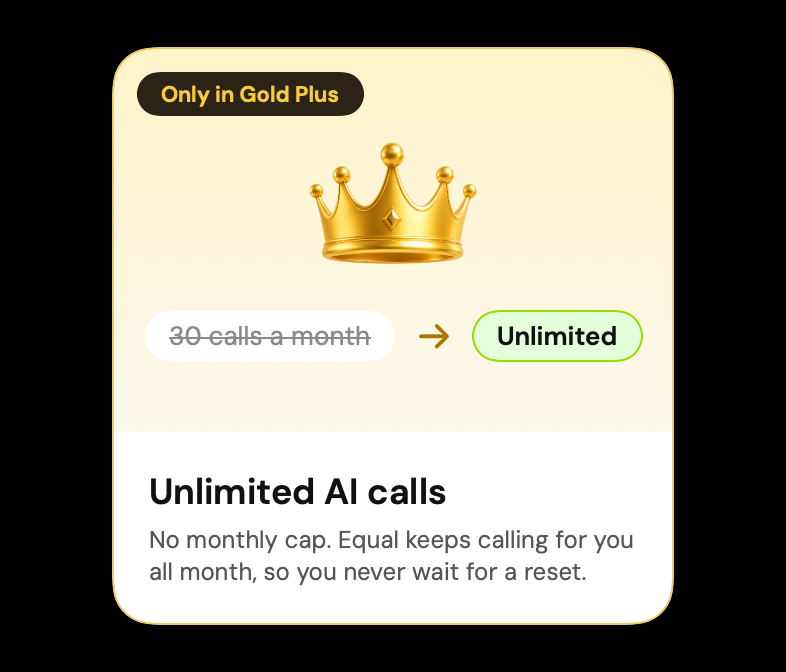 Only in Gold Plus
30 calls a month
Unlimited
Unlimited AI calls
No monthly cap. Equal keeps calling for you
all month, so you never wait for a reset.